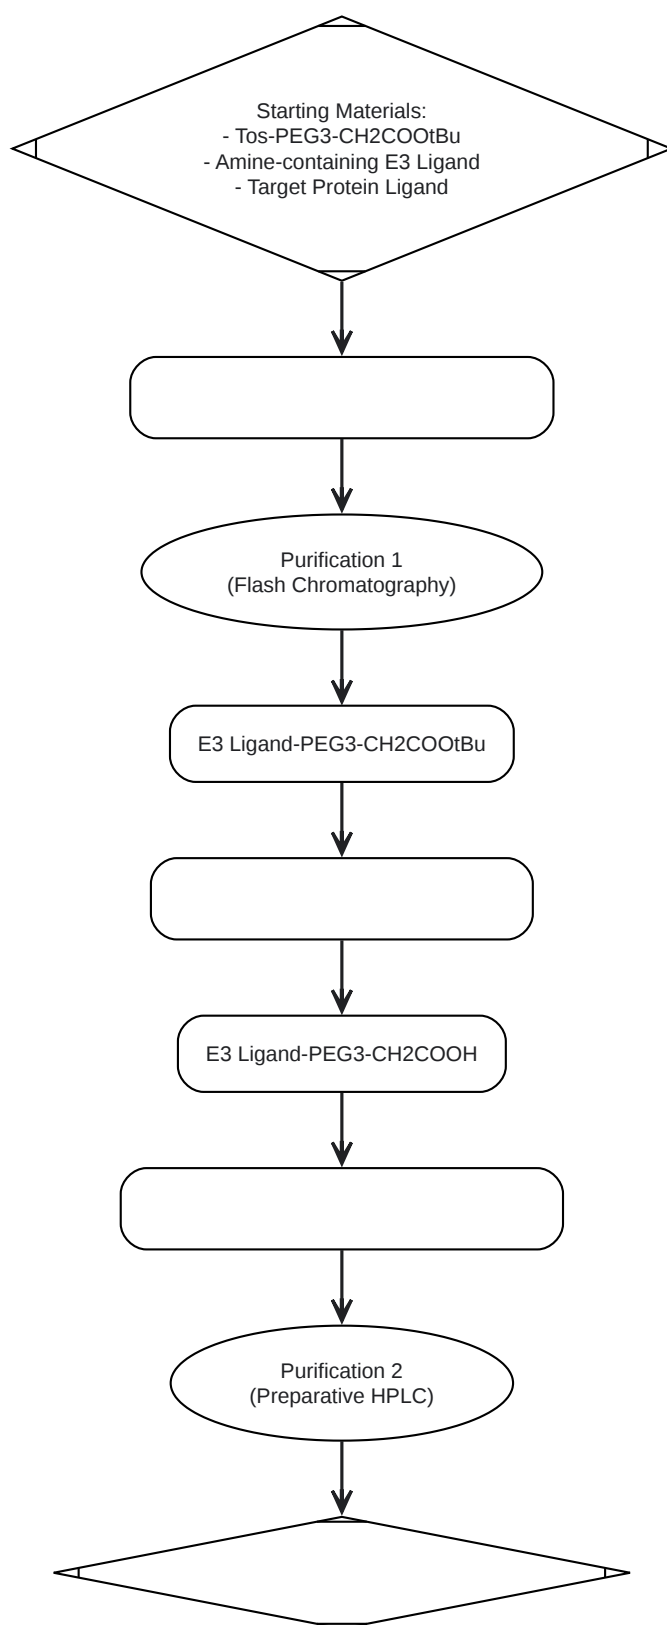 Starting Materials:
- Tos-PEG3-CH2COOtBu
- Amine-containing E3 Ligand
- Target Protein Ligand
Purification 1
(Flash Chromatography)
E3 Ligand-PEG3-CH2COOtBu
E3 Ligand-PEG3-CH2COOH
Purification 2
(Preparative HPLC)